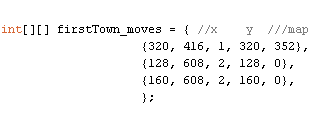 int[][] firstTown_moves = { //x    y  ///map
{320, 416, 1, 320, 352},
{128, 608, 2, 128, 0},
{160, 608, 2, 160, 0},
};